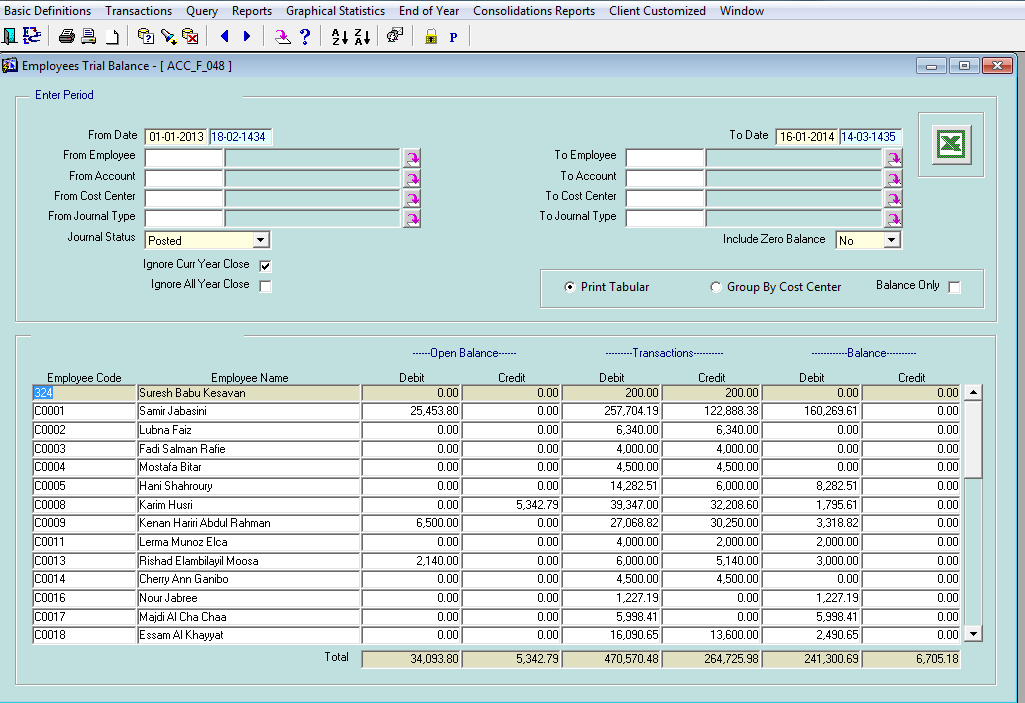 Basic Definitions Transactions Query Reports Graphical Statistics End of Year Consolidations Reports Client Customized Window
Employees Trial Balance - [ ACC_F_048 ]
Enter Period
From Date 01-01-2013 18-02-1434 To Date 16-01-2014 14-03-1435
From Employee To Employee
From Account To Account
From Cost Center To Cost Center
From Journal Type To Journal Type
Journal Status Posted Include Zero Balance No
Ignore Curr Year Close
Ignore All Year Close
Print Tabular Group By Cost Center Balance Only
------Open Balance------ ---------Transactions--------- ------------Balance----------
Employee Code Employee Name Debit Credit Debit Credit Debit Credit
324 Suresh Babu Kesavan 0.00 0.00 200.00 200.00 0.00 0.00
C0001 Samir Jabasini 25,453.80 0.00 257,704.19 122,888.38 160,269.61 0.00
C0002 Lubna Faiz 0.00 0.00 6,340.00 6,340.00 0.00 0.00
C0003 Fadi Salman Rafie 0.00 0.00 4,000.00 4,000.00 0.00 0.00
C0004 Mostafa Bitar 0.00 0.00 4,500.00 4,500.00 0.00 0.00
C0005 Hani Shahroury 0.00 0.00 14,282.51 6,000.00 8,282.51 0.00
C0008 Karim Husri 0.00 5,342.79 39,347.00 32,208.60 1,795.61 0.00
C0009 Kenan Hariri Abdul Rahman 6,500.00 0.00 27,068.82 30,250.00 3,318.82 0.00
C0011 Lerma Munoz Elca 0.00 0.00 4,000.00 2,000.00 2,000.00 0.00
C0013 Rishad Elambilayil Moosa 2,140.00 0.00 6,000.00 5,140.00 3,000.00 0.00
C0014 Cherry Ann Ganibo 0.00 0.00 4,500.00 4,500.00 0.00 0.00
C0016 Nour Jabree 0.00 0.00 1,227.19 0.00 1,227.19 0.00
C0017 Majdi Al Cha Chaa 0.00 0.00 5,998.41 0.00 5,998.41 0.00
C0018 Essam Al Khayyat 0.00 0.00 16,090.65 13,600.00 2,490.65 0.00
Total 34,093.80 5,342.79 470,570.48 264,725.98 241,300.69 6,705.18